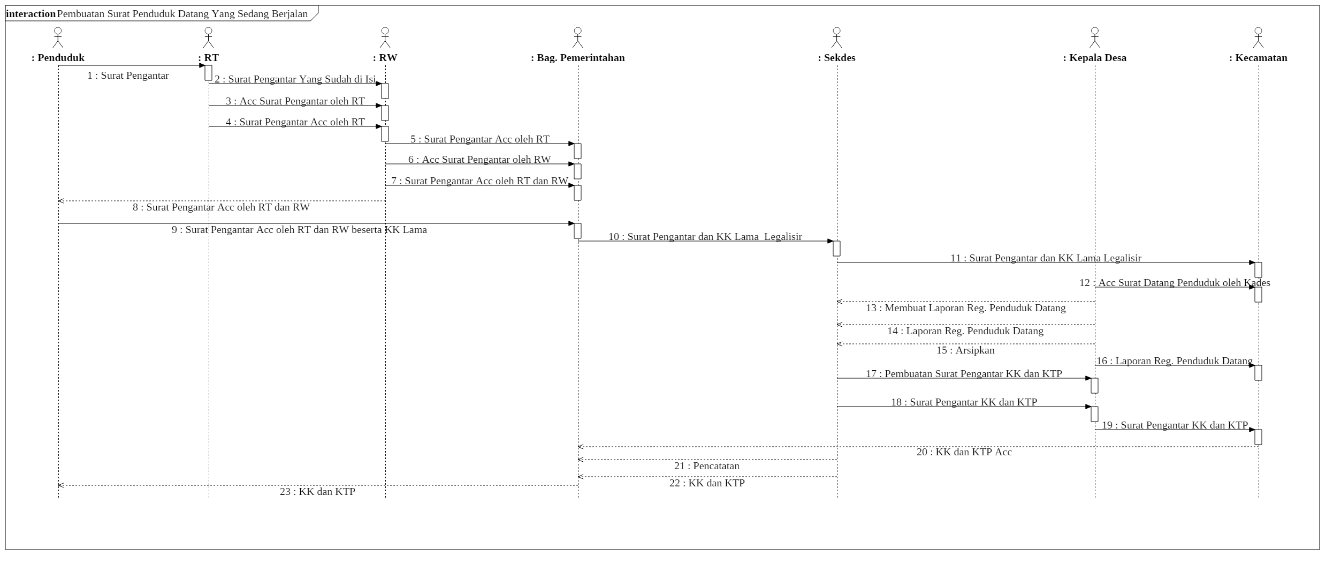 interaction Pembuatan Surat Penduduk Datang Yang Sedang Berjalan
: Penduduk
: RT
: RW
: Bag. Pemerintahan
: Sekdes
: Kepala Desa
: Kecamatan
1 : Surat Pengantar
2 : Surat Pengantar Yang Sudah di Isi
3 : Acc Surat Pengantar oleh RT
4 : Surat Pengantar Acc oleh RT
5 : Surat Pengantar Acc oleh RT
6 : Acc Surat Pengantar oleh RW
7 : Surat Pengantar Acc oleh RT dan RW
8 : Surat Pengantar Acc oleh RT dan RW
9 : Surat Pengantar Acc oleh RT dan RW beserta KK Lama
10 : Surat Pengantar dan KK Lama Legalisir
11 : Surat Pengantar dan KK Lama Legalisir
12 : Acc Surat Datang Penduduk oleh Kades
13 : Membuat Laporan Reg. Penduduk Datang
14 : Laporan Reg. Penduduk Datang
15 : Arsipkan
16 : Laporan Reg. Penduduk Datang
17 : Pembuatan Surat Pengantar KK dan KTP
18 : Surat Pengantar KK dan KTP
19 : Surat Pengantar KK dan KTP
20 : KK dan KTP Acc
21 : Pencatatan
22 : KK dan KTP
23 : KK dan KTP